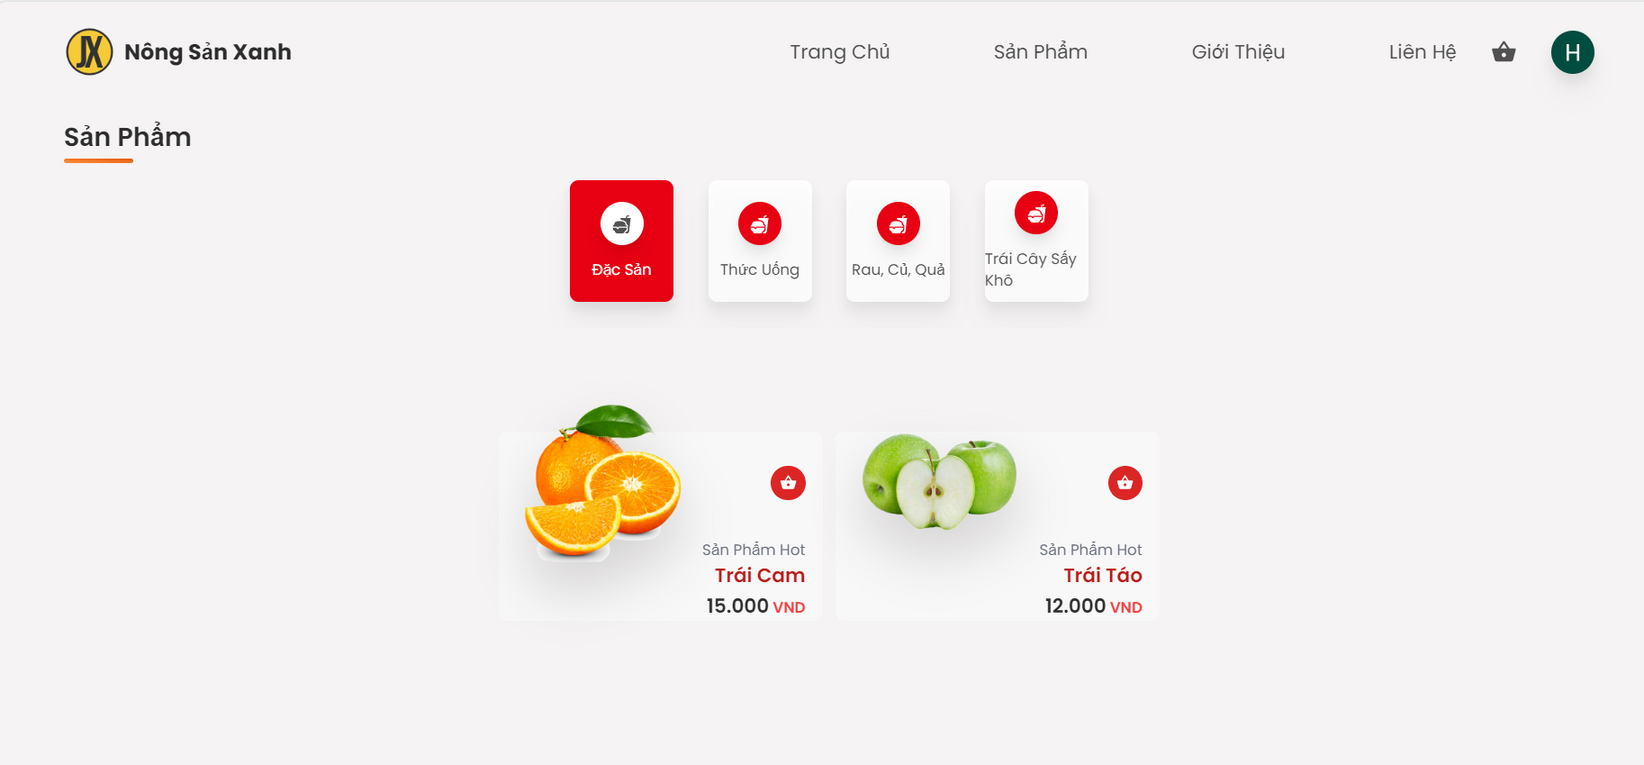 JX
Nông Sản Xanh
Trang Chủ
Sản Phẩm
Giới Thiệu
Liên Hệ
H
Sản Phẩm
Đặc Sản
Thức Uống
Rau, Củ, Quả
Trái Cây Sấy
Khô
Sản Phẩm Hot
Trái Cam
15.000 VND
Sản Phẩm Hot
Trái Táo
12.000 VND